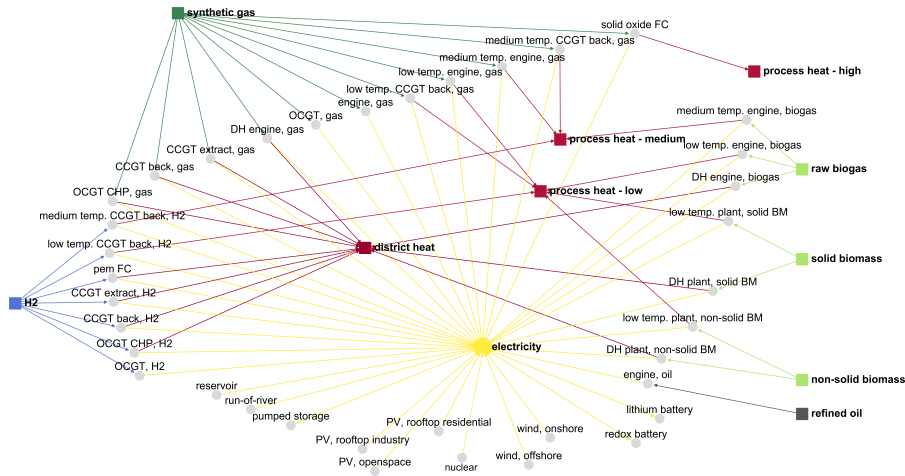 synthetic gas
solid oxide FC
medium temp. CCGT back, gas
medium temp. engine, gas
low temp. engine, gas
process heat - high
low temp. CCGT back, gas
engine, gas
OCGT, gas
medium temp. engine, biogas
DH engine, gas
process heat - medium
CCGT extract, gas
low temp. engine, biogas
CCGT back, gas
raw biogas
DH engine, biogas
OCGT CHP, gas
process heat - low
medium temp. CCGT back, H2
low temp. plant, solid BM
low temp. CCGT back, H2
district heat
solid biomass
pem FC
DH plant, solid BM
CCGT extract, H2
H2
CCGT back, H2
low temp. plant, non-solid BM
OCGT CHP, H2
electricity
DH plant, non-solid BM
OCGT, H2
engine, oil
non-solid biomass
reservoir
run-of-river
lithium battery
refined oil
pumped storage
PV, rooftop residential
wind, onshore
redox battery
PV, rooftop industry
wind, offshore
PV, openspace
nuclear